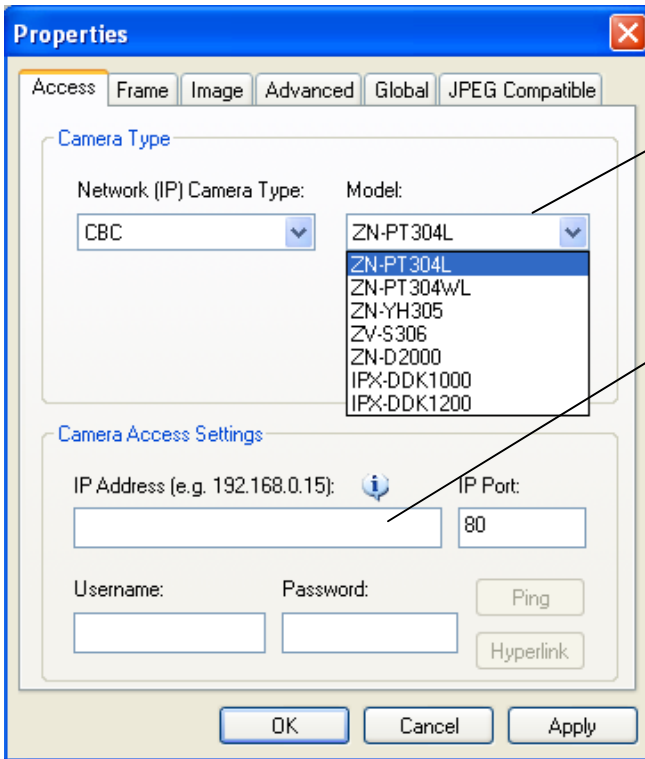 Properties
Access Frame Image Advanced Global JPEG Compatible
Camera Type
Network (IP) Camera Type: Model:
CBC ZN-PT304L
ZN-PT304L
ZN-PT304WL
ZN-YH305
ZV-S306
ZN-D2000
IPX-DDK1000
IPX-DDK1200
Camera Access Settings
IP Address (e.g. 192.168.0.15): IP Port:
80
Username: Password:
Ping
Hyperlink
OK Cancel Apply